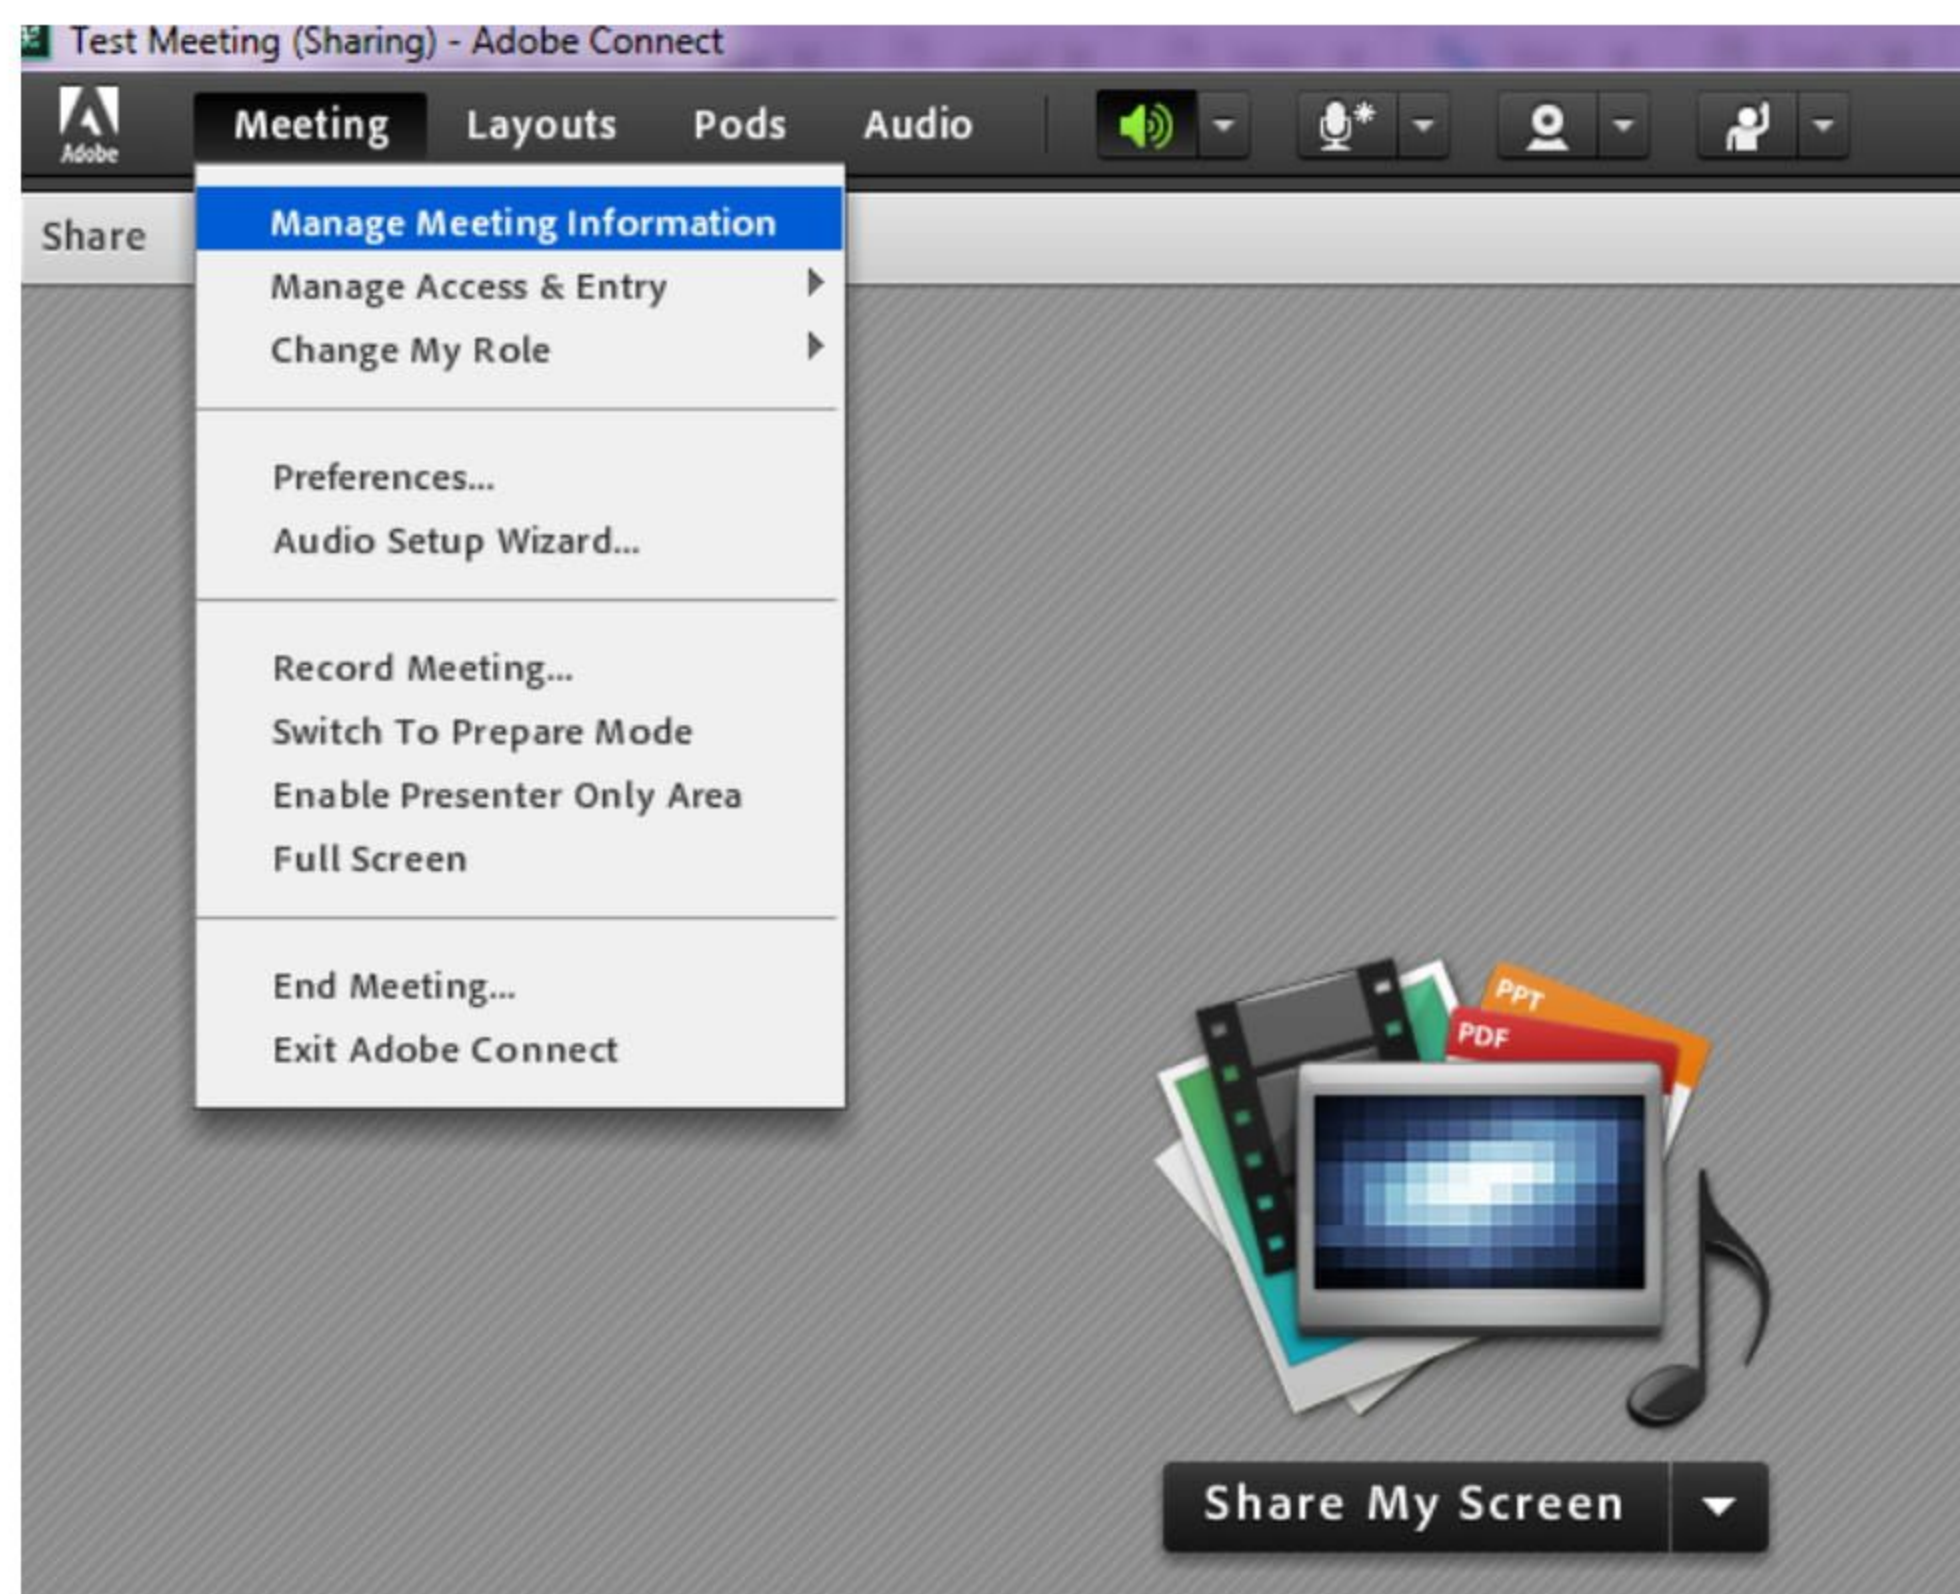 Test Meeting (Sharing) - Adobe Connect
Adobe
Meeting Layouts Pods Audio
Share
Manage Meeting Information
Manage Access & Entry
Change My Role
Preferences...
Audio Setup Wizard...
Record Meeting...
Switch To Prepare Mode
Enable Presenter Only Area
Full Screen
End Meeting...
Exit Adobe Connect
PPT
PDF
Share My Screen